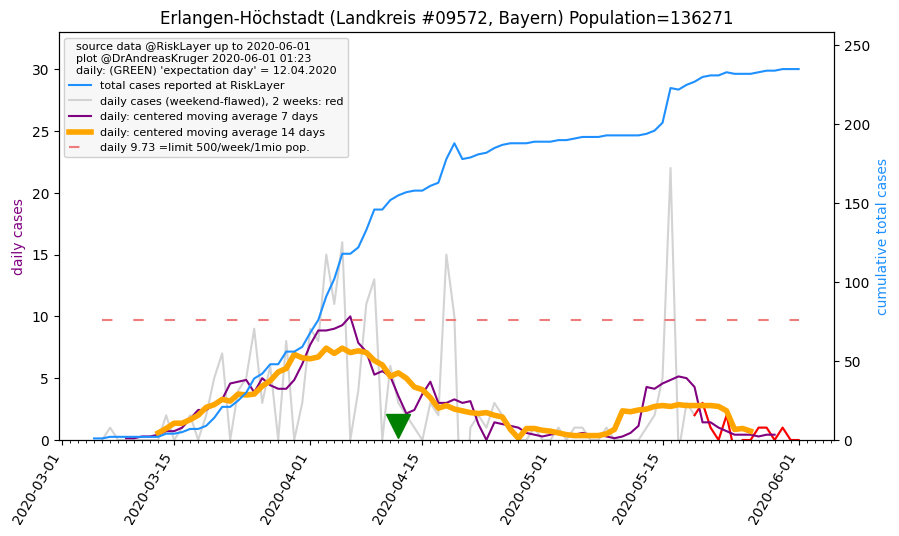 Erlangen-Höchstadt (Landkreis #09572, Bayern) Population=136271
source data @RiskLayer up to 2020-06-01
plot @DrAndreasKruger 2020-06-01 01:23
daily: (GREEN) 'expectation day' = 12.04.2020
total cases reported at RiskLayer
daily cases (weekend-flawed), 2 weeks: red
daily: centered moving average 7 days
daily: centered moving average 14 days
daily 9.73 =limit 500/week/1mio pop.
daily cases
30
25
20
15
10
5
0
cumulative total cases
250
200
150
100
50
0
2020-03-01
2020-03-15
2020-04-01
2020-04-15
2020-05-01
2020-05-15
2020-06-01